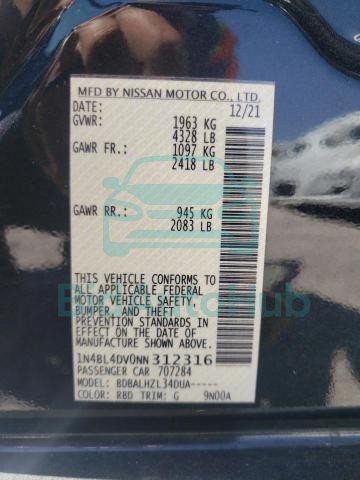 MFD BY NISSAN MOTOR CO., LTD.
DATE: 12/21
GVWR: 1963 KG
4328 LB
GAWR FR.: 1097 KG
2418 LB
GAWR RR.: 945 KG
2083 LB
THIS VEHICLE CONFORMS TO
ALL APPLICABLE FEDERAL
MOTOR VEHICLE SAFETY,
BUMPER, AND THEFT
PREVENTION STANDARDS IN
EFFECT ON THE DATE OF
MANUFACTURE SHOWN ABOVE.
1N4BL4DV0NN312316
PASSENGER CAR 707284
MODEL: BDBALHZL34DUA-----
COLOR: RBD TRIM: G 9N00A